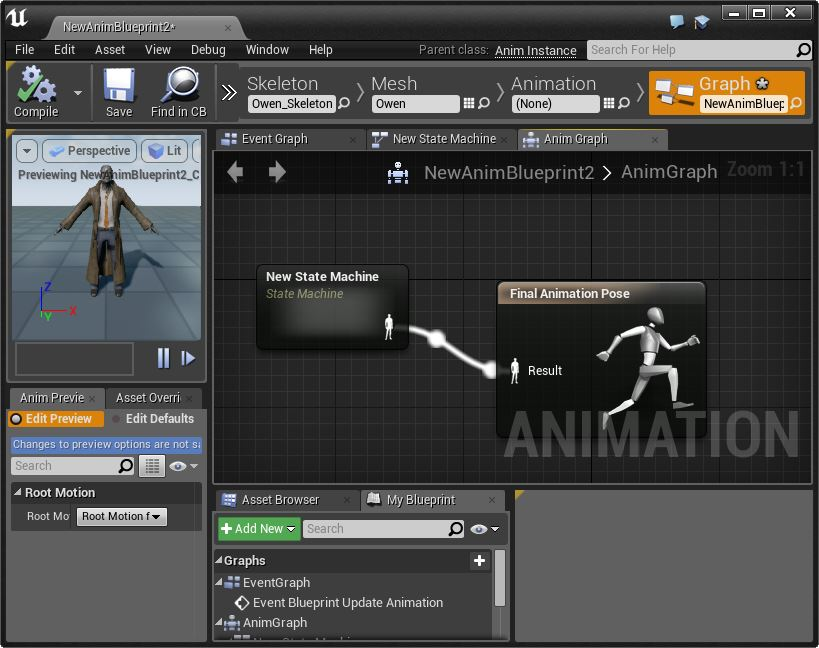 NewAnimBlueprint2*
File Edit Asset View Debug Window Help Parent class: Anim Instance Search For Help
Compile
Save
Find in CB
Skeleton
Owen_Skeleton
Mesh
Owen
Animation
(None)
Graph
NewAnimBluep
Perspective Lit
Previewing NewAnimBlueprint2_C
Z
X
Y
Event Graph New State Machine Anim Graph
NewAnimBlueprint2 > AnimGraph Zoom 1:1
New State Machine
State Machine
Final Animation Pose
Result
ANIMATION
Anim Previe Asset Overri
Edit Preview Edit Defaults
Changes to preview options are not sa
Search
Root Motion
Root Mo Root Motion f
Asset Browser My Blueprint
Add New Search
Graphs
EventGraph
Event Blueprint Update Animation
AnimGraph